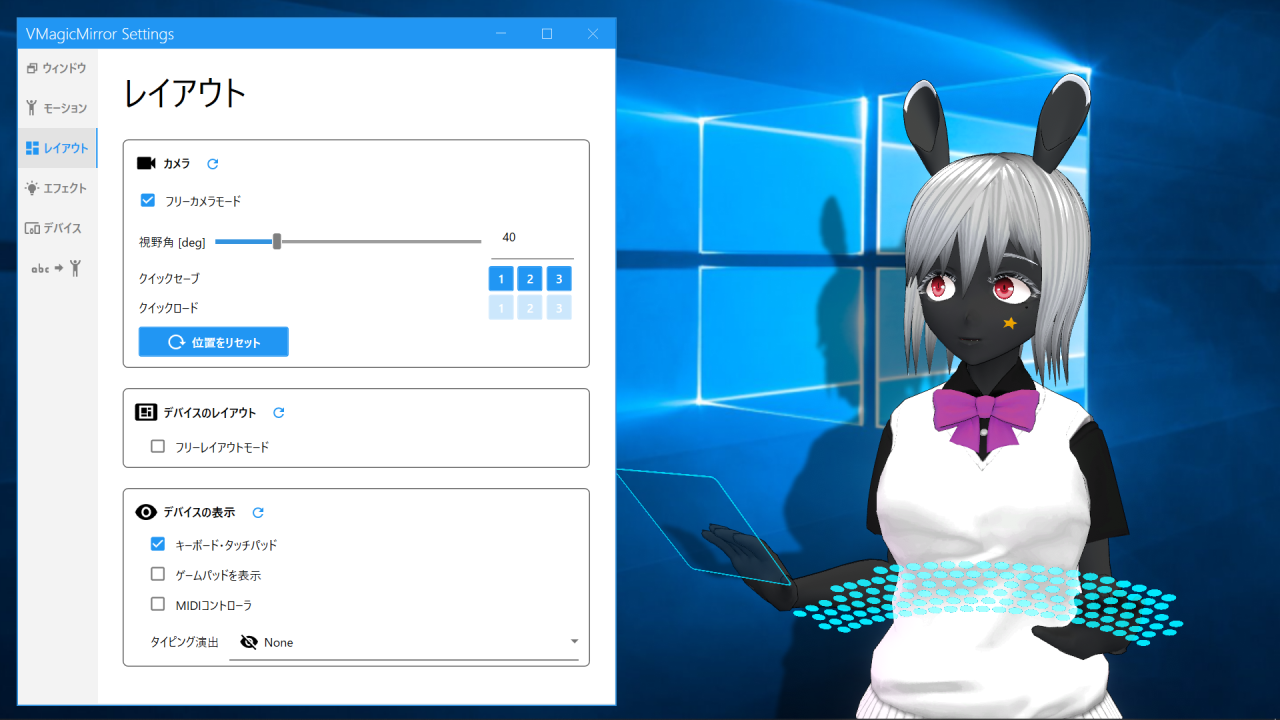 VMagicMirror Settings
ウィンドウ
モーション
レイアウト
エフェクト
デバイス
abc
レイアウト
カメラ
フリーカメラモード
視野角 [deg]
40
クイックセーブ
1 2 3
クイックロード
1 2 3
位置をリセット
デバイスのレイアウト
フリーレイアウトモード
デバイスの表示
キーボード・タッチパッド
ゲームパッドを表示
MIDIコントローラ
タイピング演出
None